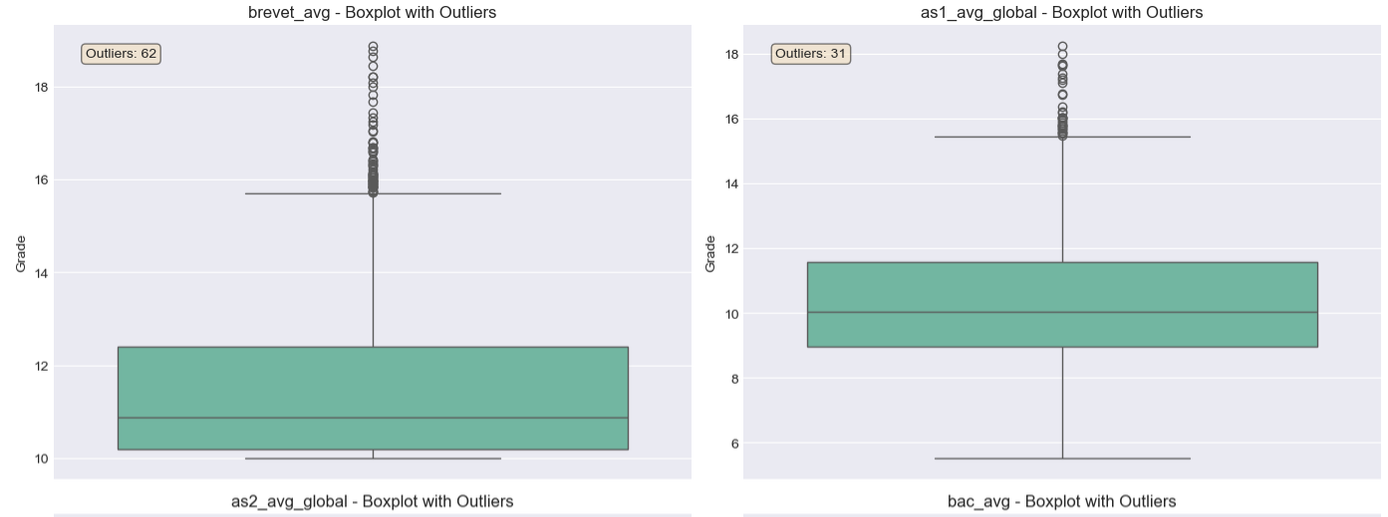 brevet_avg - Boxplot with Outliers
Outliers: 62
18
16
14
12
10
Grade
as1_avg_global - Boxplot with Outliers
Outliers: 31
18
16
14
12
10
8
6
Grade
as2_avg_global - Boxplot with Outliers
bac_avg - Boxplot with Outliers